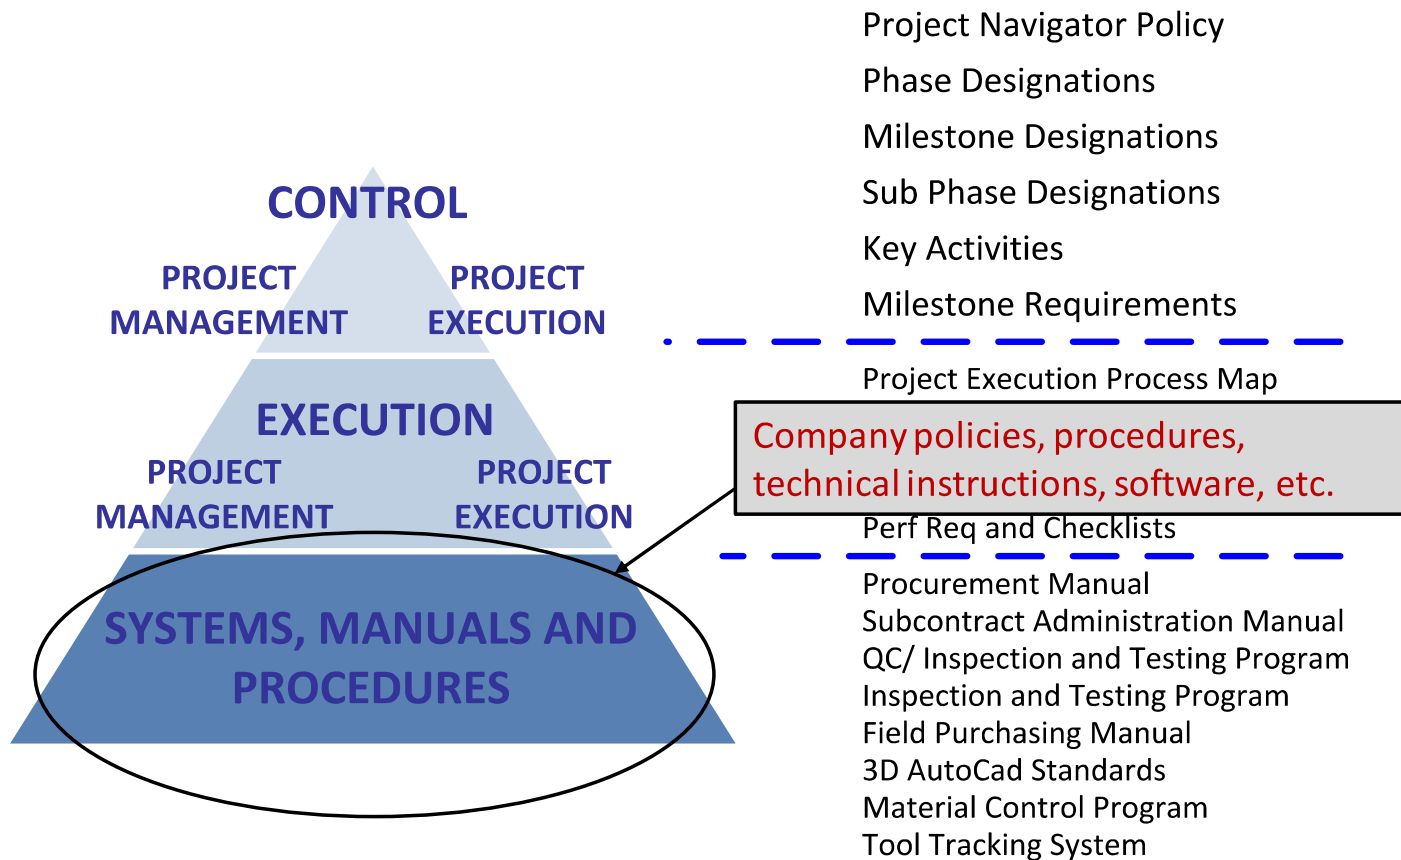 CONTROL
PROJECT
MANAGEMENT
PROJECT
EXECUTION
EXECUTION
PROJECT
MANAGEMENT
PROJECT
EXECUTION
SYSTEMS, MANUALS AND
PROCEDURES
Project Navigator Policy
Phase Designations
Milestone Designations
Sub Phase Designations
Key Activities
Milestone Requirements
Project Execution Process Map
Company policies, procedures,
technical instructions, software, etc.
Perf Req and Checklists
Procurement Manual
Subcontract Administration Manual
QC/ Inspection and Testing Program
Inspection and Testing Program
Field Purchasing Manual
3D AutoCad Standards
Material Control Program
Tool Tracking System